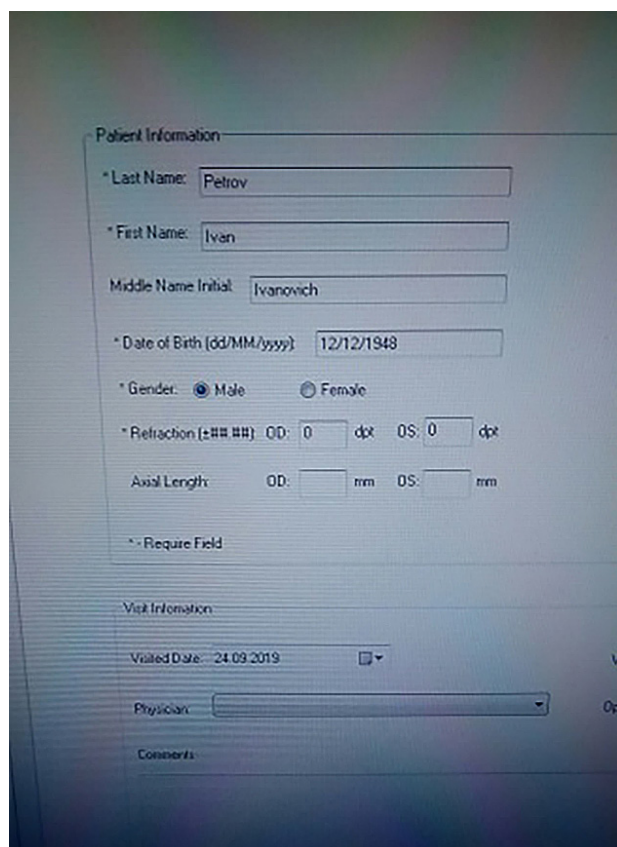 Patient Information
* Last Name: Petrov
* First Name: Ivan
Middle Name Initial: Ivanovich
* Date of Birth (dd/MM/yyyy): 12/12/1948
* Gender: Male Female
* Refraction (±##.##) OD: 0 dpt OS: 0 dpt
Axial Length: OD: mm OS: mm
* - Require Field
Visit Infomation
Visited Date: 24.09.2019
Physician:
Comments